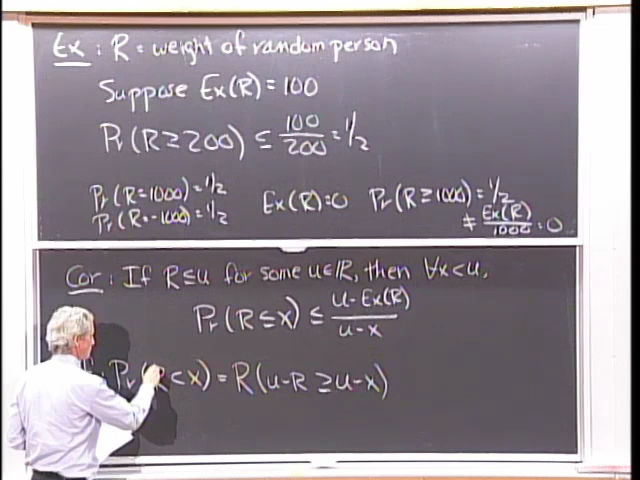 Ex: R = weight of random person
Suppose Ex(R) = 100
Pr(R ≥ 200) ≤ 100/200 = 1/2
Pr(R=1000) = 1/2
Pr(R=-1000) = 1/2
Ex(R)=0
Pr(R≥1000) = 1/2
≠ Ex(R)/1000 = 0
Cor: If R ≤ u for some u∈ℝ, then ∀x<u,
Pr(R≤x) ≤ (u-Ex(R))/(u-x)
Pr(R<x) = R(u-R ≥ u-x)